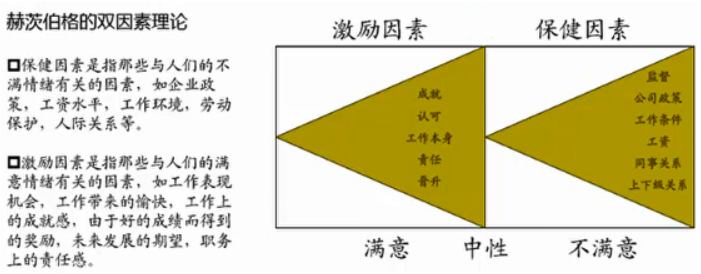 赫茨伯格的双因素理论
❑保健因素是指那些与人们的不
满情绪有关的因素，如企业政
策，工资水平，工作环境，劳动
保护，人际关系等。
❑激励因素是指那些与人们的满
意情绪有关的因素，如工作表现
机会，工作带来的愉快，工作上
的成就感，由于好的成绩而得到
的奖励，未来发展的期望，职务
上的责任感。
激励因素
保健因素
成就
认可
工作本身
责任
晋升
监督
公司政策
工作条件
工资
同事关系
上下级关系
满意
中性
不满意